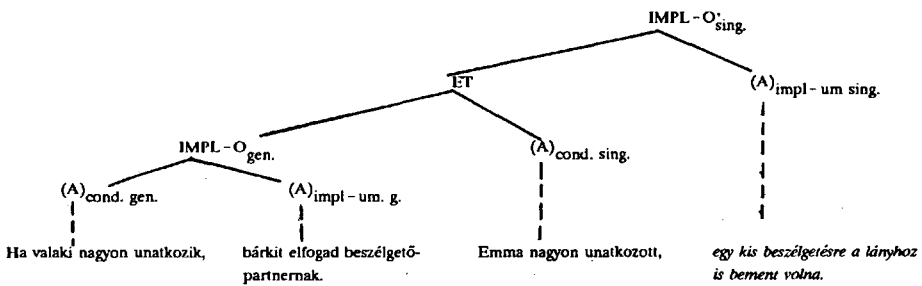 IMPL-O'sing.
ET
(A)impl-um sing.
IMPL-Ogen.
(A)cond. sing.
(A)cond. gen.
(A)impl-um. g.
Ha valaki nagyon unatkozik,
bárkit elfogad beszélgető-
partnernak.
Emma nagyon unatkozott,
egy kis beszélgetésre a lányhoz
is bement volna.